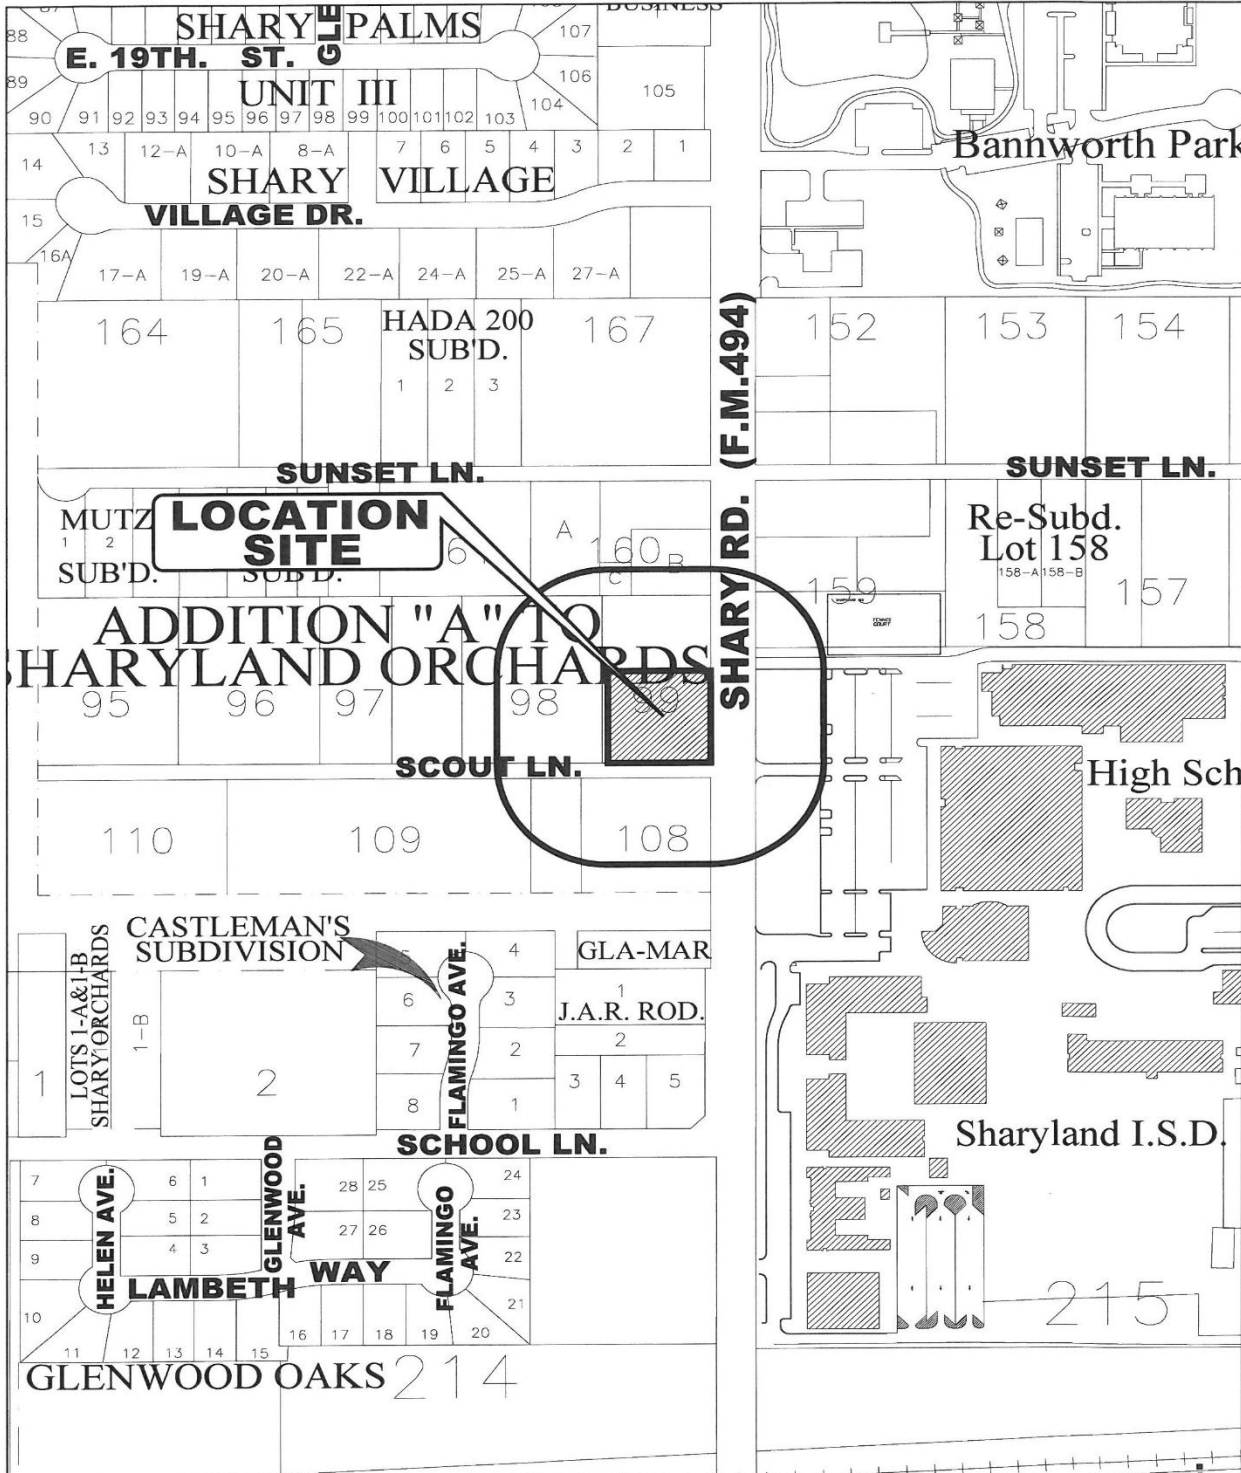 SHARY PALMS
BUSINESS
88
E. 19TH. ST.
GLE
107
106
89
UNIT III
105
90 91 92 93 94 95 96 97 98 99 100 101 102 103 104
Bannworth Park
14 13 12-A 10-A 8-A 7 6 5 4 3 2 1
SHARY VILLAGE
15
VILLAGE DR.
16A
17-A 19-A 20-A 22-A 24-A 25-A 27-A
164 165 HADA 200 167 152 153 154
SUB'D.
1 2 3
SHARY RD. (F.M.494)
SUNSET LN. SUNSET LN.
MUTZ
1 2
SUB'D.
LOCATION
SITE
SUB'D.
A
160
B
C
Re-Subd.
Lot 158
158-A 158-B
159
157
TENNIS
COURT
158
ADDITION "A" TO
SHARYLAND ORCHARDS
95 96 97 98 99
SCOUT LN.
High Sch
110 109 108
CASTLEMAN'S
SUBDIVISION
LOTS 1-A&1-B
SHARY ORCHARDS
1-B
1
2
5 4
6 3
7 2
8 1
FLAMINGO AVE.
GLA-MAR
1
J.A.R. ROD.
2
3 4 5
Sharyland I.S.D.
SCHOOL LN.
7 6 1 28 25 24
8 5 2 27 26 23
9 4 3 22
HELEN AVE.
GLENWOOD
AVE.
FLAMINGO
AVE.
LAMBETH WAY
10 21
11 12 13 14 15 16 17 18 19 20
215
GLENWOOD OAKS 214